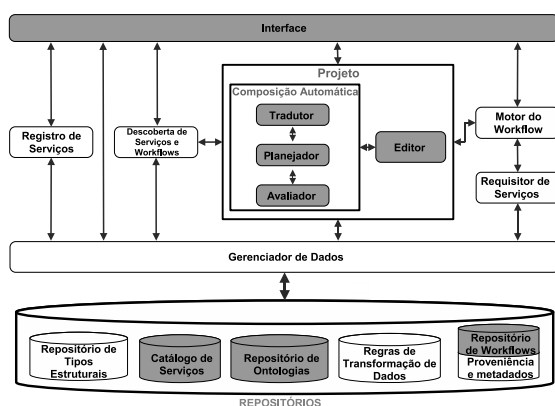 Interface
Projeto
Composição Automática
Tradutor
Planejador
Avaliador
Editor
Registro de
Serviços
Descoberta de
Serviços e
Workflows
Motor do
Workflow
Requisitor de
Serviços
Gerenciador de Dados
Repositório de
Tipos
Estruturais
Catálogo de
Serviços
Repositório de
Ontologias
Regras de
Transformação de
Dados
Repositório
de Workflows
Proveniência
e metadados
REPOSITÓRIOS